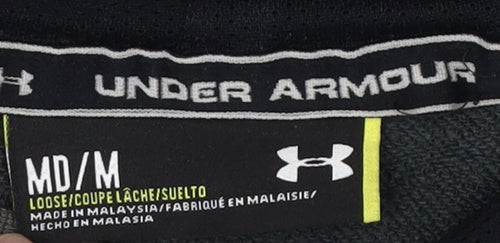 UNDER ARMOUR
MD/M
LOOSE/COUPE LÂCHE/SUELTO
MADE IN MALAYSIA/FABRIQUÉ EN MALAISIE/
HECHO EN MALASIA